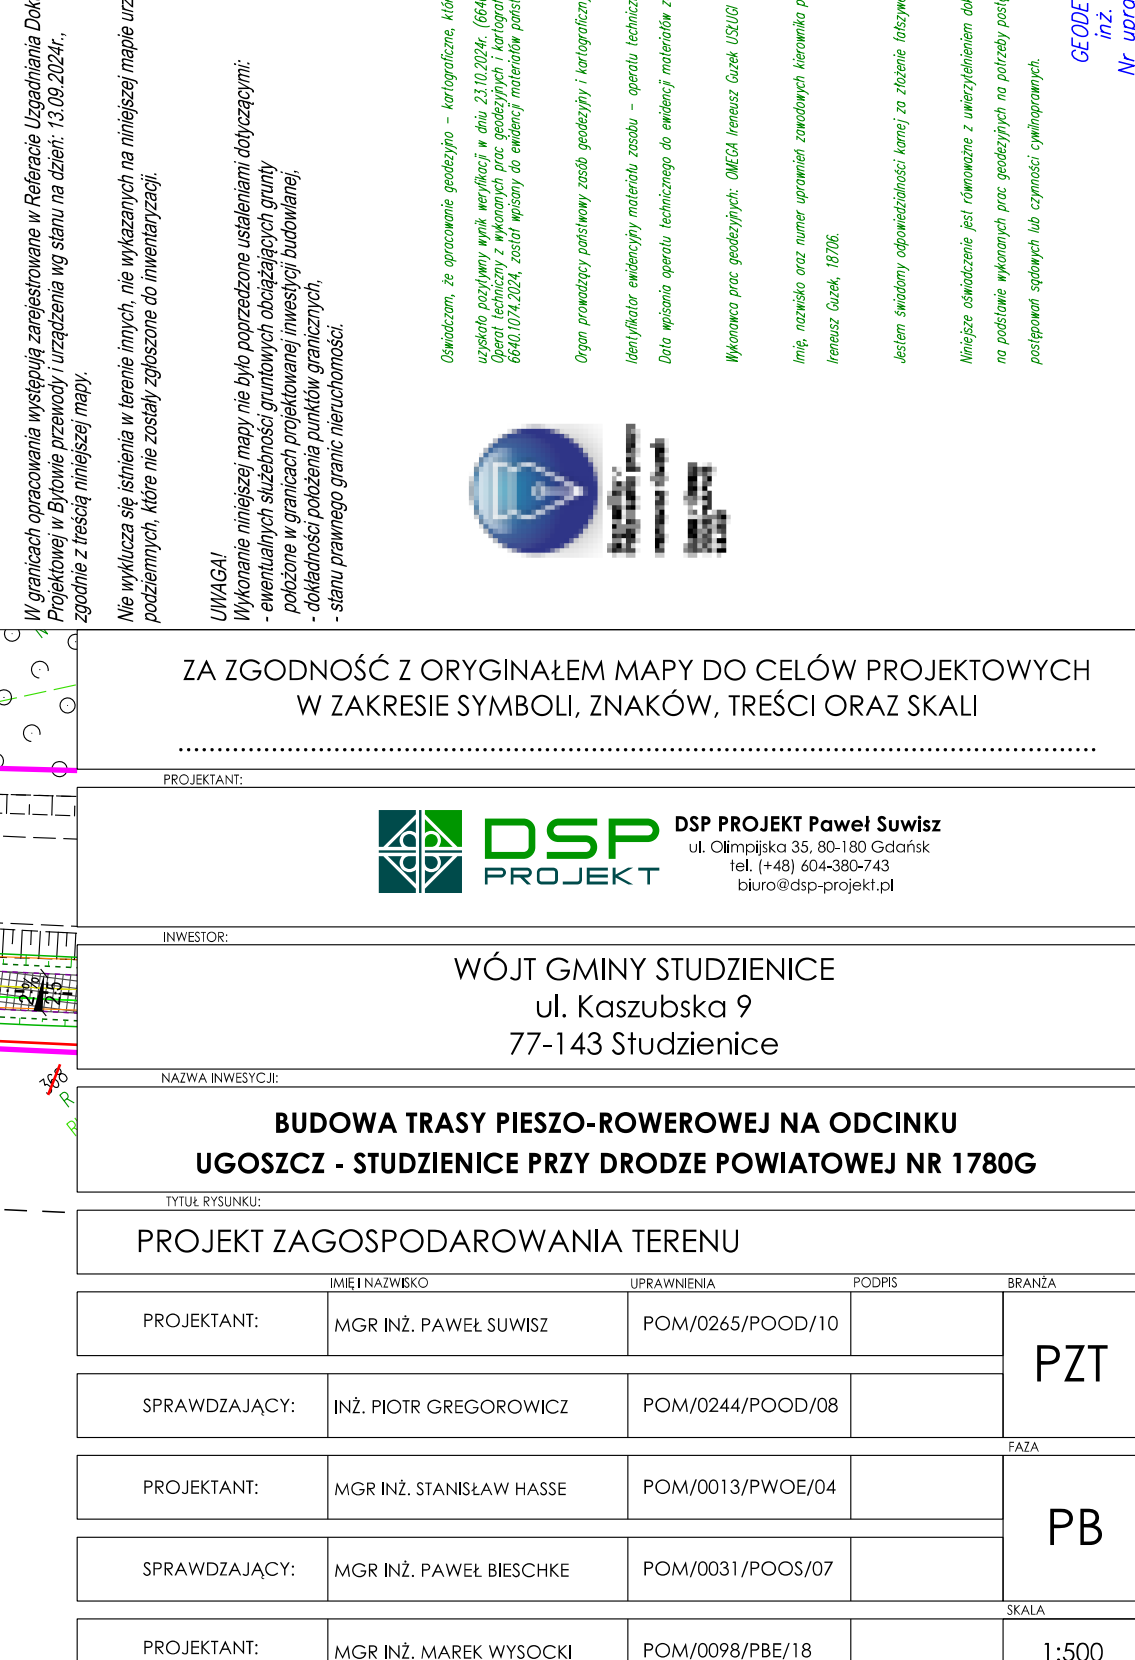 W granicach opracowania występują zarejestrowane w Referacie Uzgadniania
Projektowej w Bytowie przewody i urządzenia wg stanu na dzień: 13.09.2024r.,
zgodnie z treścią niniejszej mapy.
Nie wyklucza się istnienia w terenie innych, nie wykazanych na niniejszej mapie
podziemnych, które nie zostały zgłoszone do inwentaryzacji.
UWAGA!
Wykonanie niniejszej mapy nie było poprzedzone ustaleniami dotyczącymi:
- ewentualnych służebności gruntowych obciążających grunty
położone w granicach projektowanej inwestycji budowlanej,
- dokładności położenia punktów granicznych,
- stanu prawnego granic nieruchomości.
Oświadczam, że opracowanie geodezyjno – kartograficzne,
uzyskało pozytywny wynik weryfikacji w dniu 23.10.2024r.
Operat techniczny z wykonanych prac geodezyjnych i
6640.1074.2024, został wpisany do ewidencji materiałów
Organ prowadzący państwowy zasób geodezyjny i
Identyfikator ewidencyjny materiału zasobu – operatu
Data wpisania operatu technicznego do ewidencji materiałów
Wykonawca prac geodezyjnych: OMEGA Ireneusz Guzek USŁUGI
Imię, nazwisko oraz numer uprawnień zawodowych kierownika
Ireneusz Guzek, 18706.
Jestem świadomy odpowiedzialności karnej za złożenie
Niniejsze oświadczenie jest równoważne z uwierzytelnieniem
na podstawie wykonanych prac geodezyjnych na potrzeby
postępowań sądowych lub czynności cywilnoprawnych.
inż.
Nr
ZA ZGODNOŚĆ Z ORYGINAŁEM MAPY DO CELÓW PROJEKTOWYCH
W ZAKRESIE SYMBOLI, ZNAKÓW, TREŚCI ORAZ SKALI
PROJEKTANT:
DSP
PROJEKT
DSP PROJEKT Paweł Suwisz
ul. Olimpijska 35, 80-180 Gdańsk
tel. (+48) 604-380-743
biuro@dsp-projekt.pl
INWESTOR:
WÓJT GMINY STUDZIENICE
ul. Kaszubska 9
77-143 Studzienice
368
R
NAZWA INWESYCJI:
BUDOWA TRASY PIESZO-ROWEROWEJ NA ODCINKU
UGOSZCZ - STUDZIENICE PRZY DRODZE POWIATOWEJ NR 1780G
TYTUŁ RYSUNKU:
PROJEKT ZAGOSPODAROWANIA TERENU
IMIĘ I NAZWISKO UPRAWNIENIA PODPIS BRANŻA
PROJEKTANT: MGR INŻ. PAWEŁ SUWISZ POM/0265/POOD/10
PZT
SPRAWDZAJĄCY: INŻ. PIOTR GREGOROWICZ POM/0244/POOD/08
FAZA
PROJEKTANT: MGR INŻ. STANISŁAW HASSE POM/0013/PWOE/04
PB
SPRAWDZAJĄCY: MGR INŻ. PAWEŁ BIESCHKE POM/0031/POOS/07
SKALA
PROJEKTANT: MGR INŻ. MAREK WYSOCKI POM/0098/PBE/18 1:500